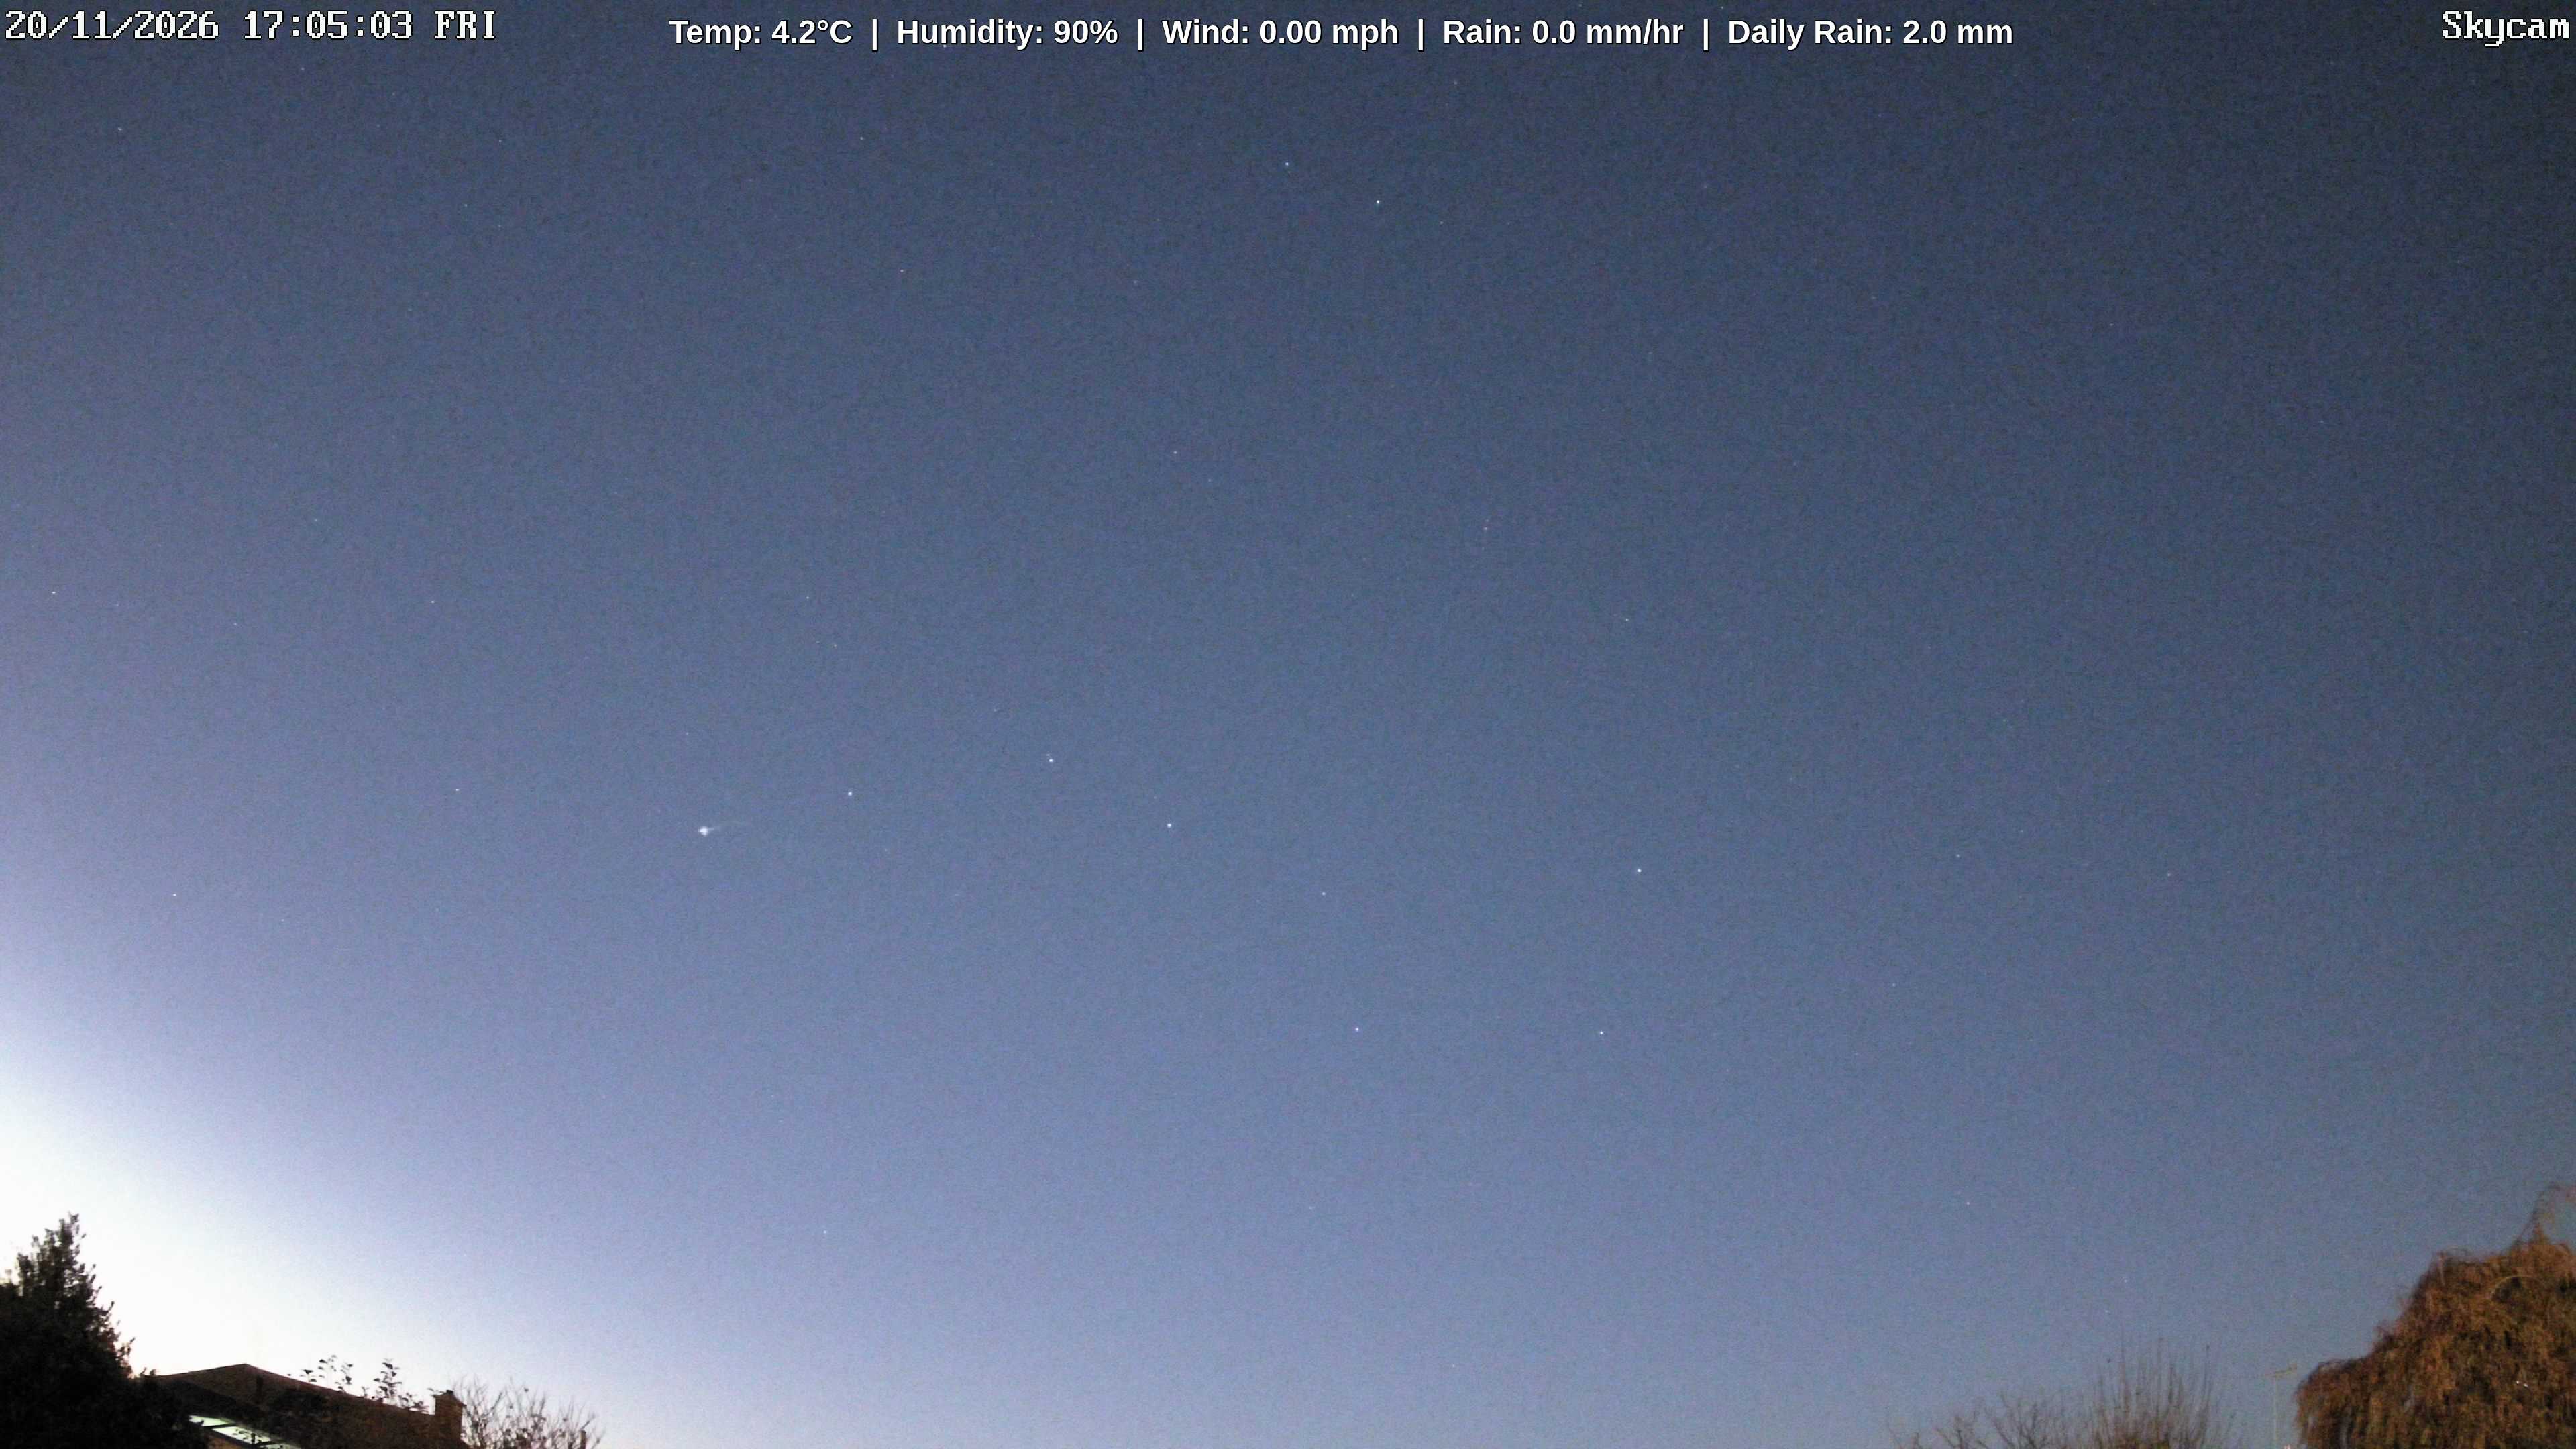 20/11/2026 17:05:03 FRI
Temp: 4.2°C | Humidity: 90% | Wind: 0.00 mph | Rain: 0.0 mm/hr | Daily Rain: 2.0 mm
Skycam